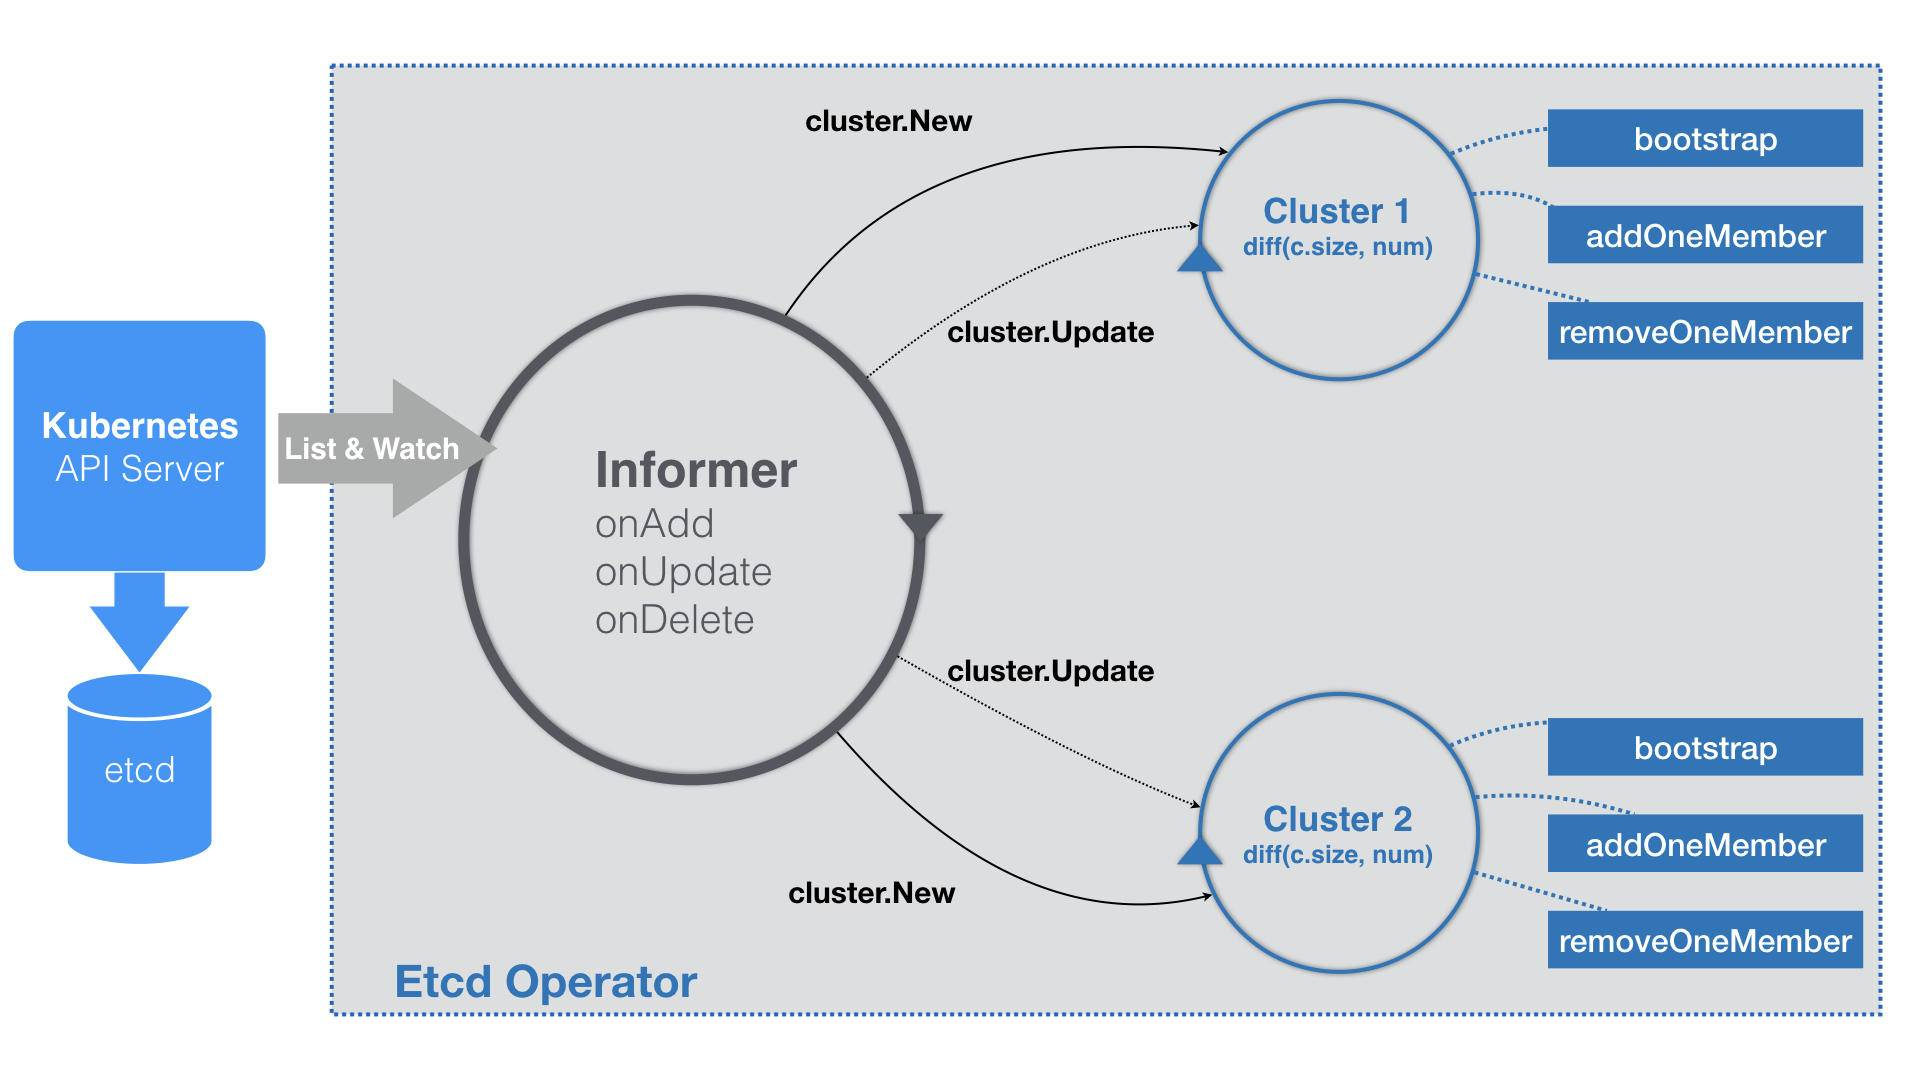 cluster.New
bootstrap
Cluster 1
diff(c.size, num)
addOneMember
cluster.Update
removeOneMember
Kubernetes
API Server
List & Watch
Informer
onAdd
onUpdate
onDelete
cluster.Update
bootstrap
etcd
Cluster 2
diff(c.size, num)
addOneMember
cluster.New
removeOneMember
Etcd Operator